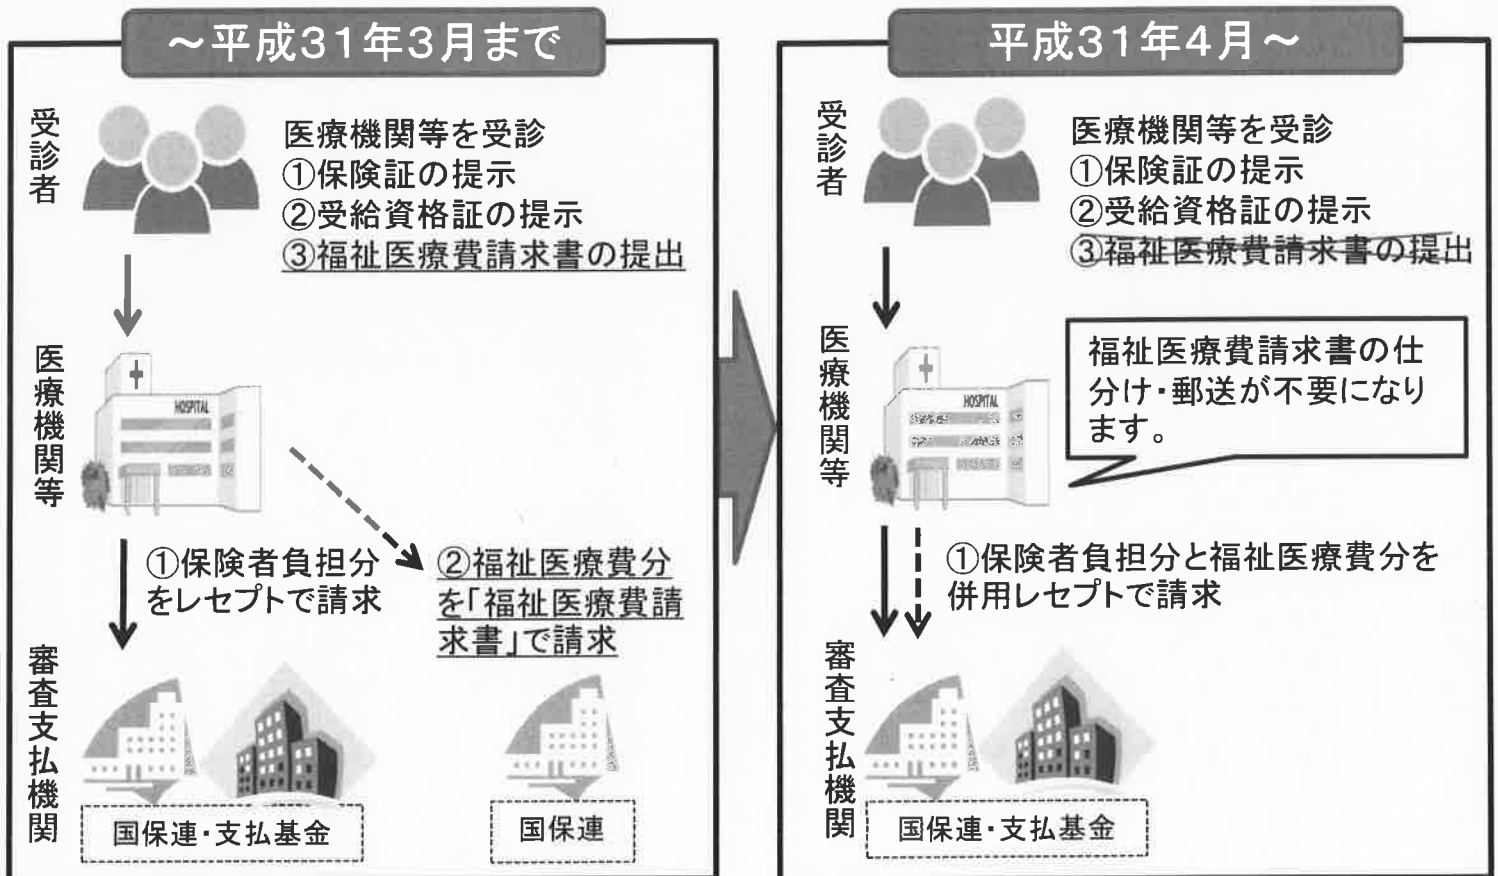 ～平成31年3月まで
受診者
医療機関等を受診
①保険証の提示
②受給資格証の提示
③福祉医療費請求書の提出
医療機関等
HOSPITAL
①保険者負担分
をレセプトで請求
②福祉医療費分
を「福祉医療費請
求書」で請求
審査支払機関
国保連・支払基金
国保連
平成31年4月～
受診者
医療機関等を受診
①保険証の提示
②受給資格証の提示
③福祉医療費請求書の提出
医療機関等
HOSPITAL
福祉医療費請求書の仕
分け・郵送が不要になり
ます。
①保険者負担分と福祉医療費分を
併用レセプトで請求
審査支払機関
国保連・支払基金